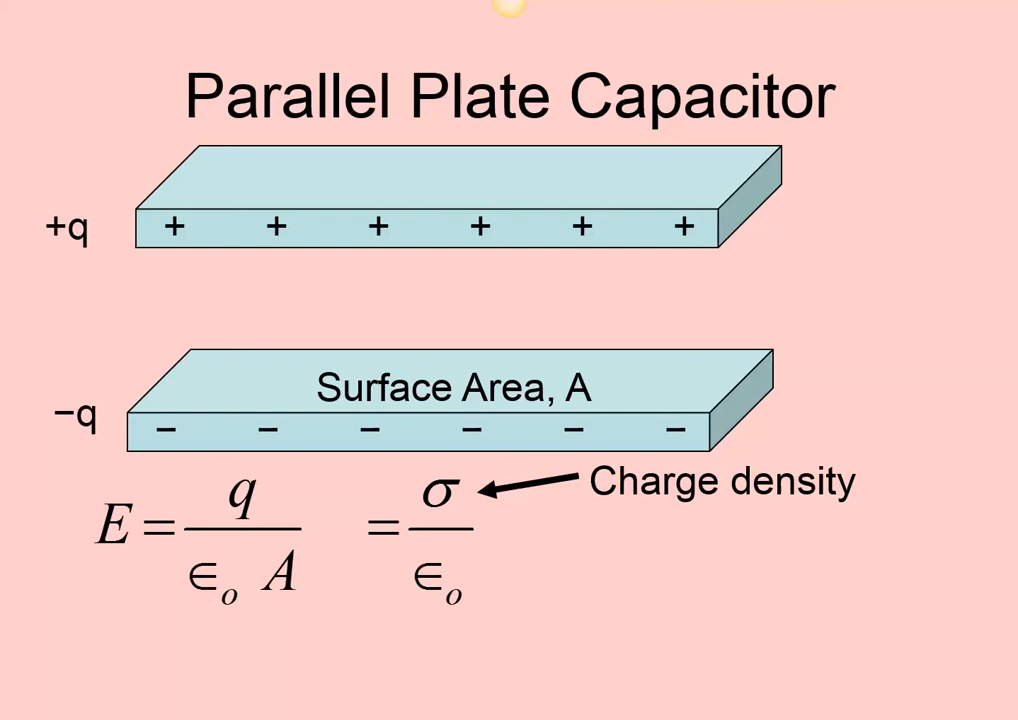 Parallel Plate Capacitor
+q
+ + + + + +
Surface Area, A
−q
− − − − − −
Charge density
E = q / ∈o A = σ / ∈o